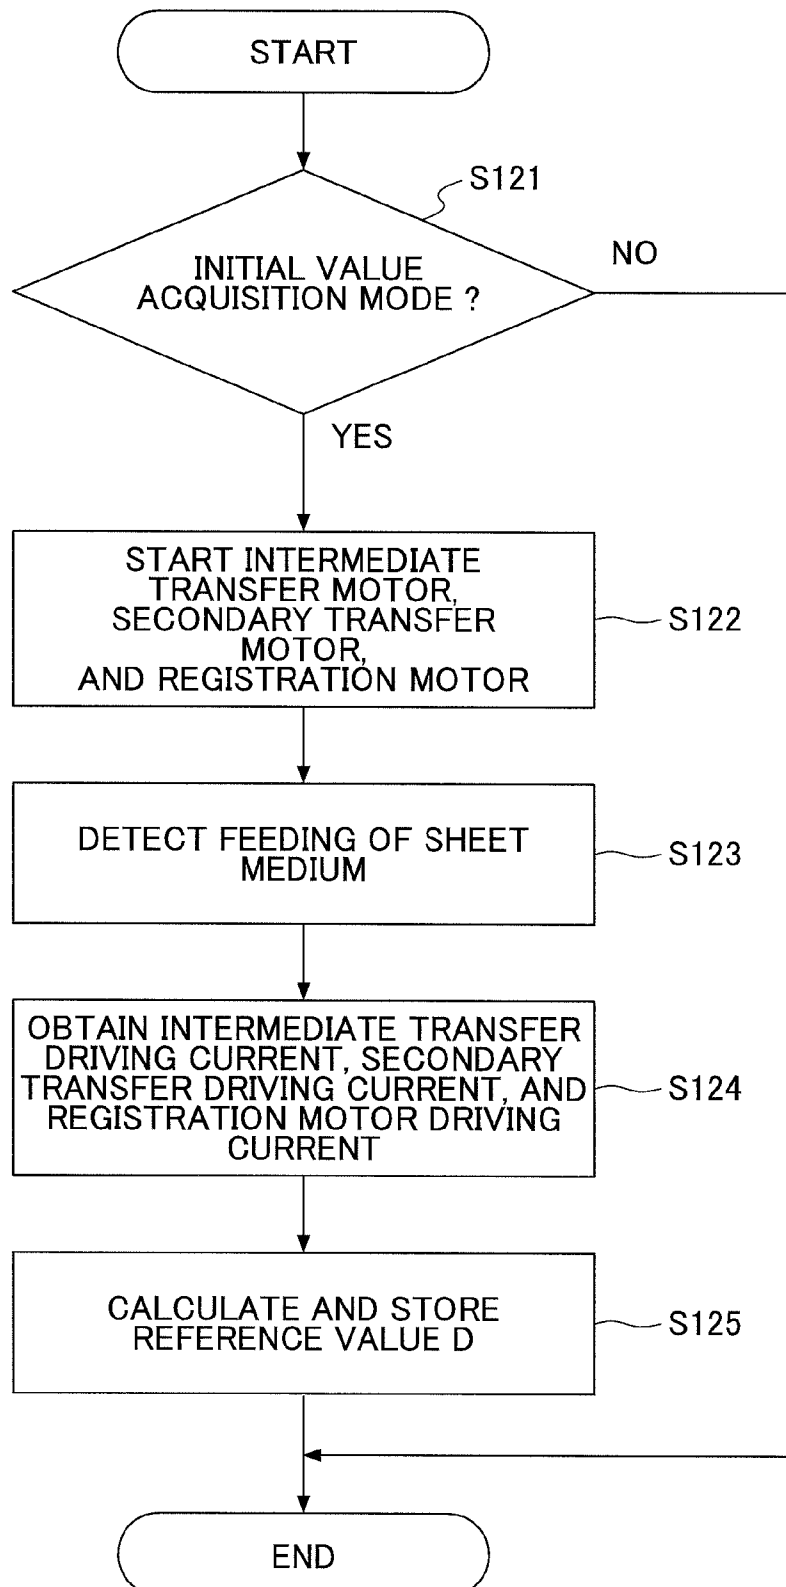 START
S121
INITIAL VALUE
ACQUISITION MODE ?
NO
YES
START INTERMEDIATE
TRANSFER MOTOR,
SECONDARY TRANSFER
MOTOR,
AND REGISTRATION MOTOR
S122
DETECT FEEDING OF SHEET
MEDIUM
S123
OBTAIN INTERMEDIATE TRANSFER
DRIVING CURRENT, SECONDARY
TRANSFER DRIVING CURRENT, AND
REGISTRATION MOTOR DRIVING
CURRENT
S124
CALCULATE AND STORE
REFERENCE VALUE D
S125
END